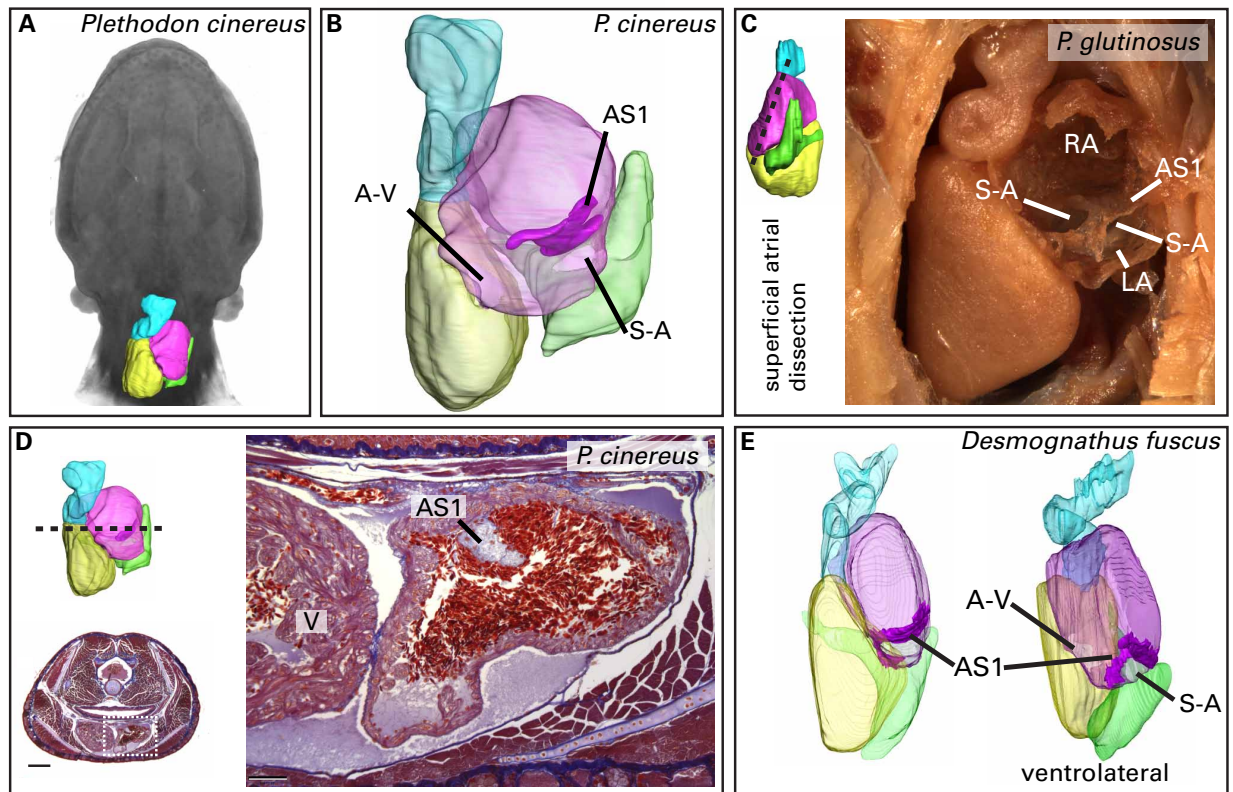 A Plethodon cinereus
B P. cinereus
AS1
A-V
S-A
C
P. glutinosus
RA
AS1
S-A
S-A
LA
superficial atrial
dissection
D
P. cinereus
AS1
V
E Desmognathus fuscus
A-V
AS1
S-A
ventrolateral